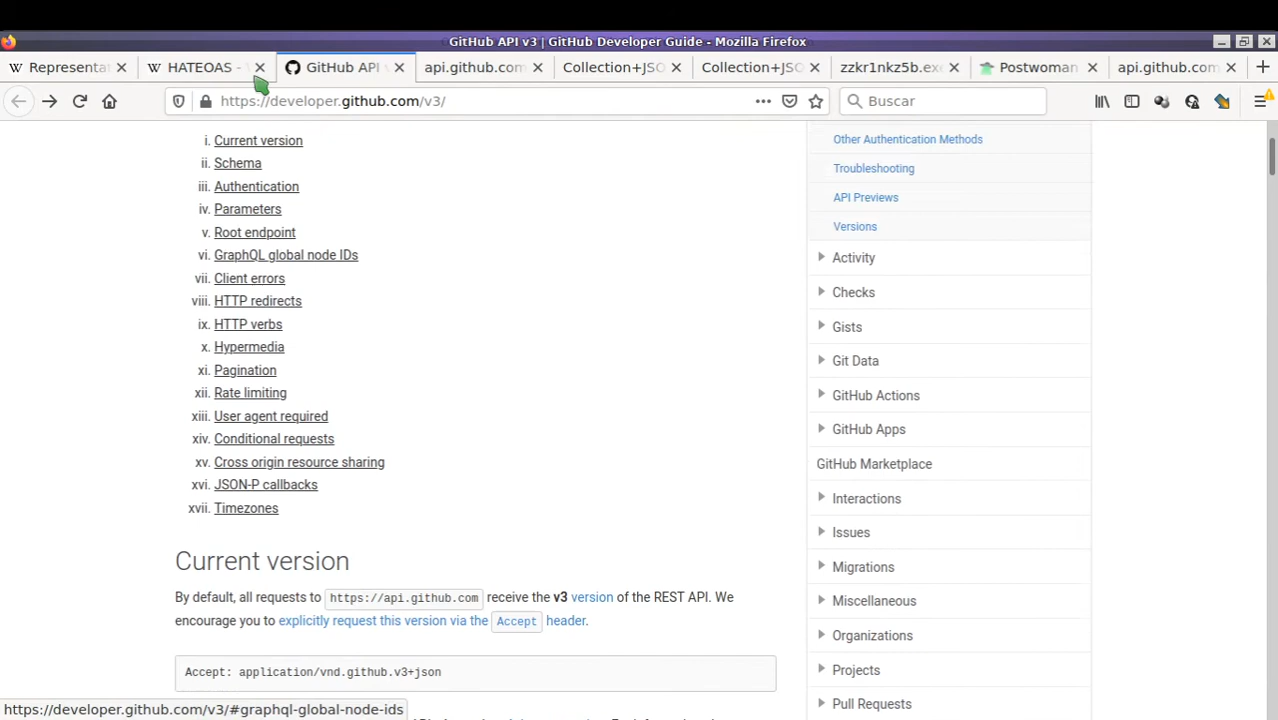 GitHub API v3 | GitHub Developer Guide - Mozilla Firefox
Representat
HATEOAS -
GitHub API v
api.github.com
Collection+JSO
Collection+JSO
zzkr1nkz5b.exe
Postwoman
api.github.com
https://developer.github.com/v3/
Buscar
i. Current version
ii. Schema
iii. Authentication
iv. Parameters
v. Root endpoint
vi. GraphQL global node IDs
vii. Client errors
viii. HTTP redirects
ix. HTTP verbs
x. Hypermedia
xi. Pagination
xii. Rate limiting
xiii. User agent required
xiv. Conditional requests
xv. Cross origin resource sharing
xvi. JSON-P callbacks
xvii. Timezones
Current version
By default, all requests to https://api.github.com receive the v3 version of the REST API. We
encourage you to explicitly request this version via the Accept header.
Accept: application/vnd.github.v3+json
Other Authentication Methods
Troubleshooting
API Previews
Versions
Activity
Checks
Gists
Git Data
GitHub Actions
GitHub Apps
GitHub Marketplace
Interactions
Issues
Migrations
Miscellaneous
Organizations
Projects
Pull Requests
https://developer.github.com/v3/#graphql-global-node-ids